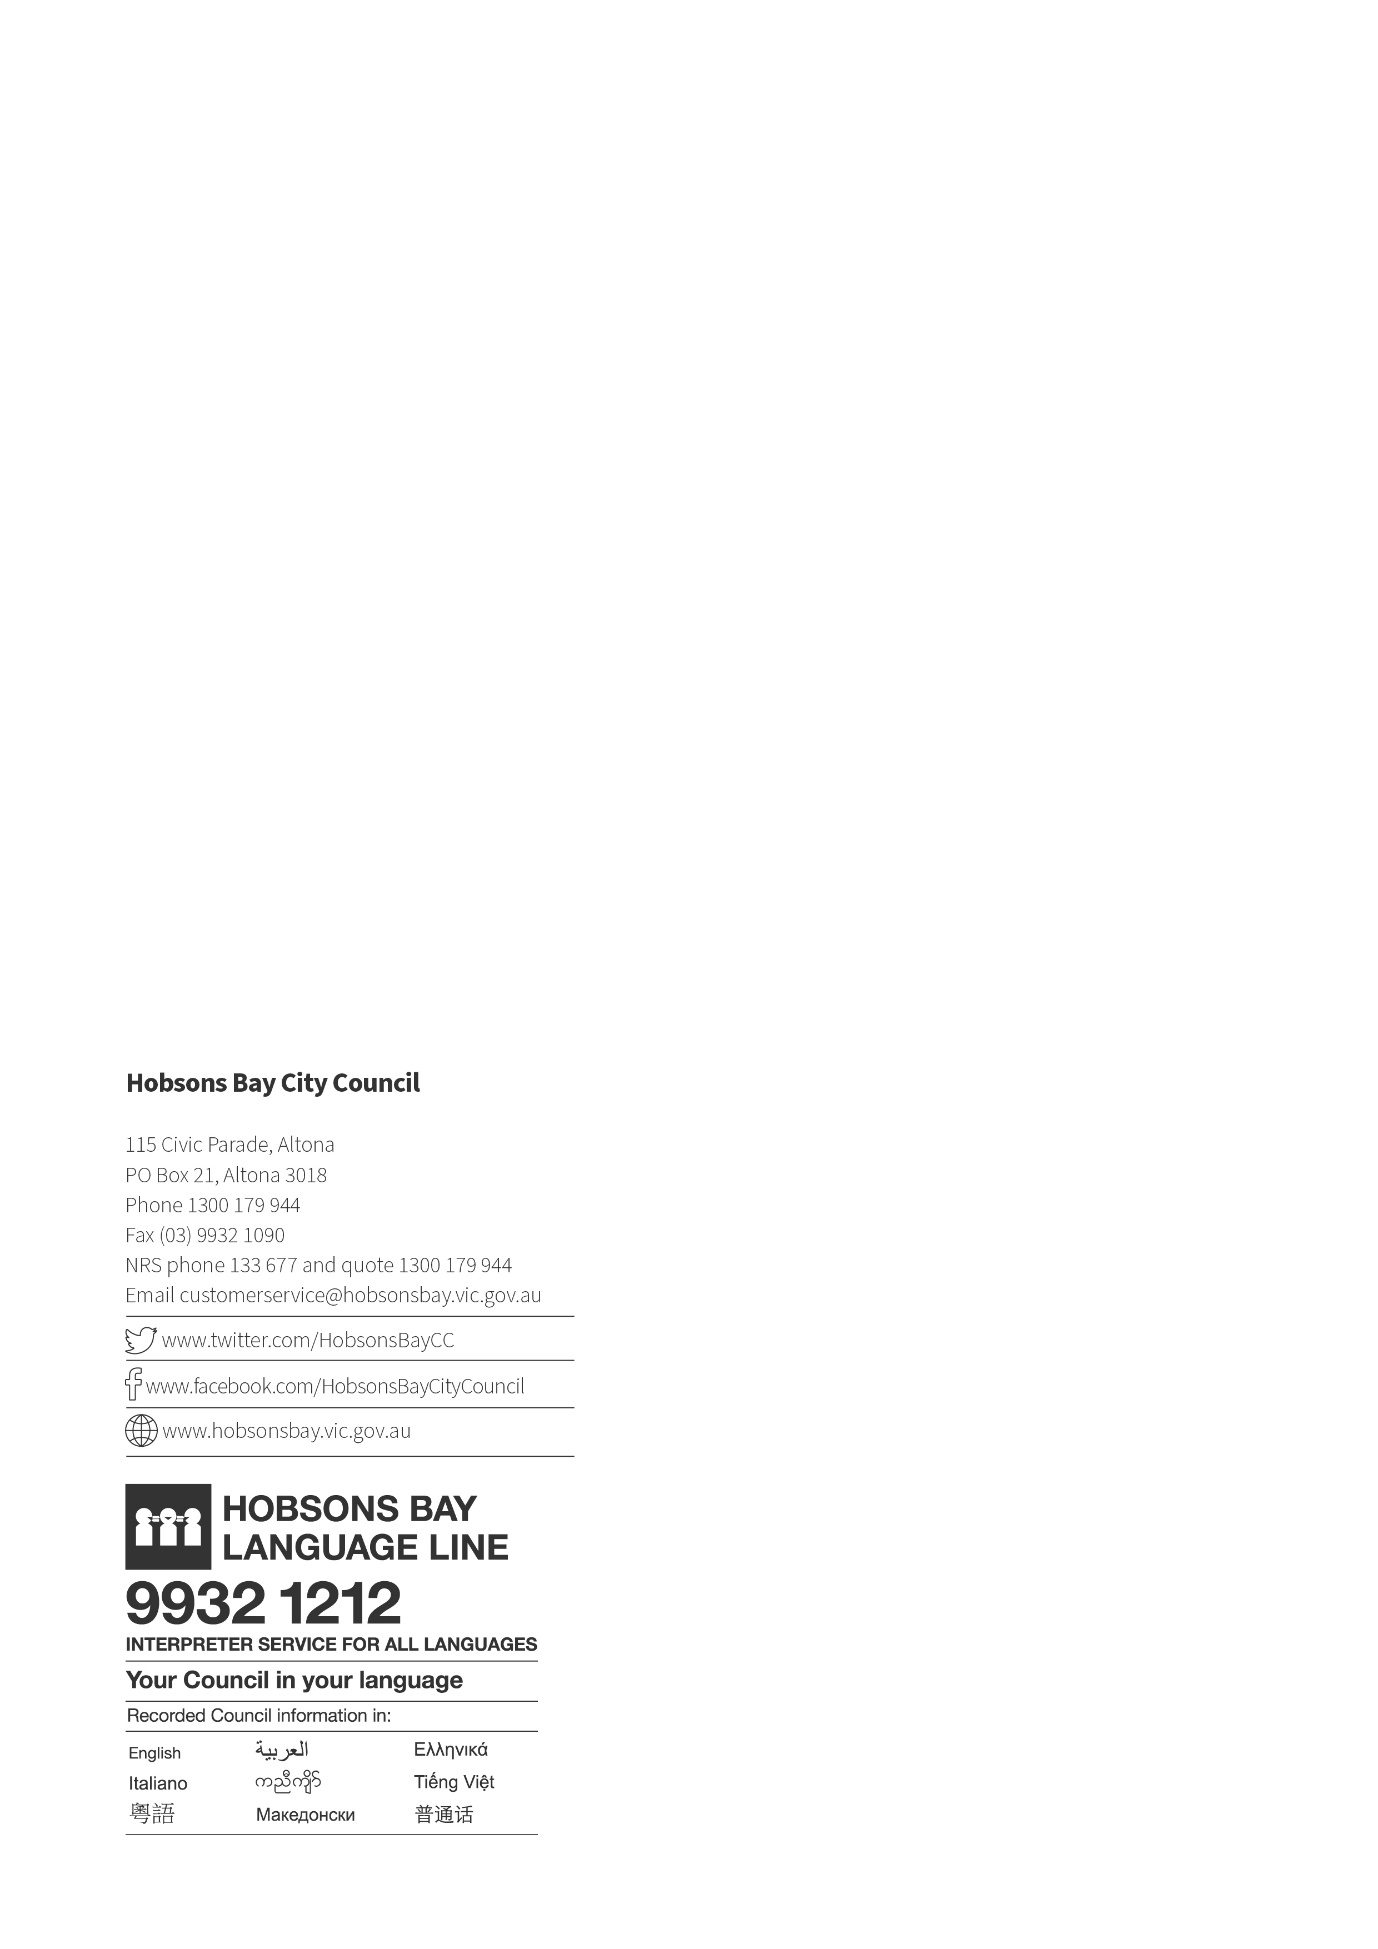 Hobsons Bay City Council
115 Civic Parade, Altona
PO Box 21, Altona 3018
Phone 1300 179 944
Fax (03) 9932 1090
NRS phone 133 677 and quote 1300 179 944
Email customerservice@hobsonsbay.vic.gov.au
www.twitter.com/HobsonsBayCC
www.facebook.com/HobsonsBayCityCouncil
www.hobsonsbay.vic.gov.au
HOBSONS BAY
LANGUAGE LINE
9932 1212
INTERPRETER SERVICE FOR ALL LANGUAGES
Your Council in your language
Recorded Council information in:
English العربية Ελληνικά
Italiano ကညီကျိာ် Tiếng Việt
粵語 Македонски 普通话